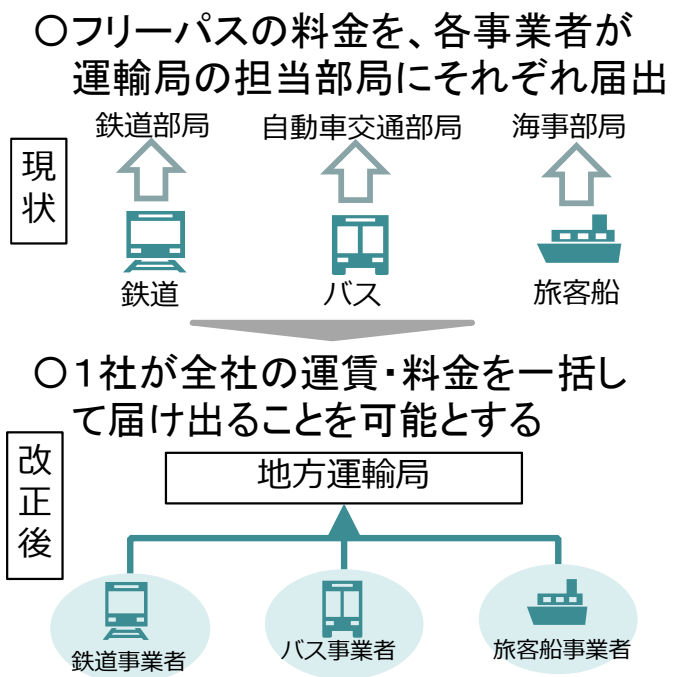 ○フリーパスの料金を、各事業者が
運輸局の担当部局にそれぞれ届出
現状
鉄道部局
自動車交通部局
海事部局
鉄道
バス
旅客船
○1社が全社の運賃・料金を一括し
て届け出ることを可能とする
改正後
地方運輸局
鉄道事業者
バス事業者
旅客船事業者